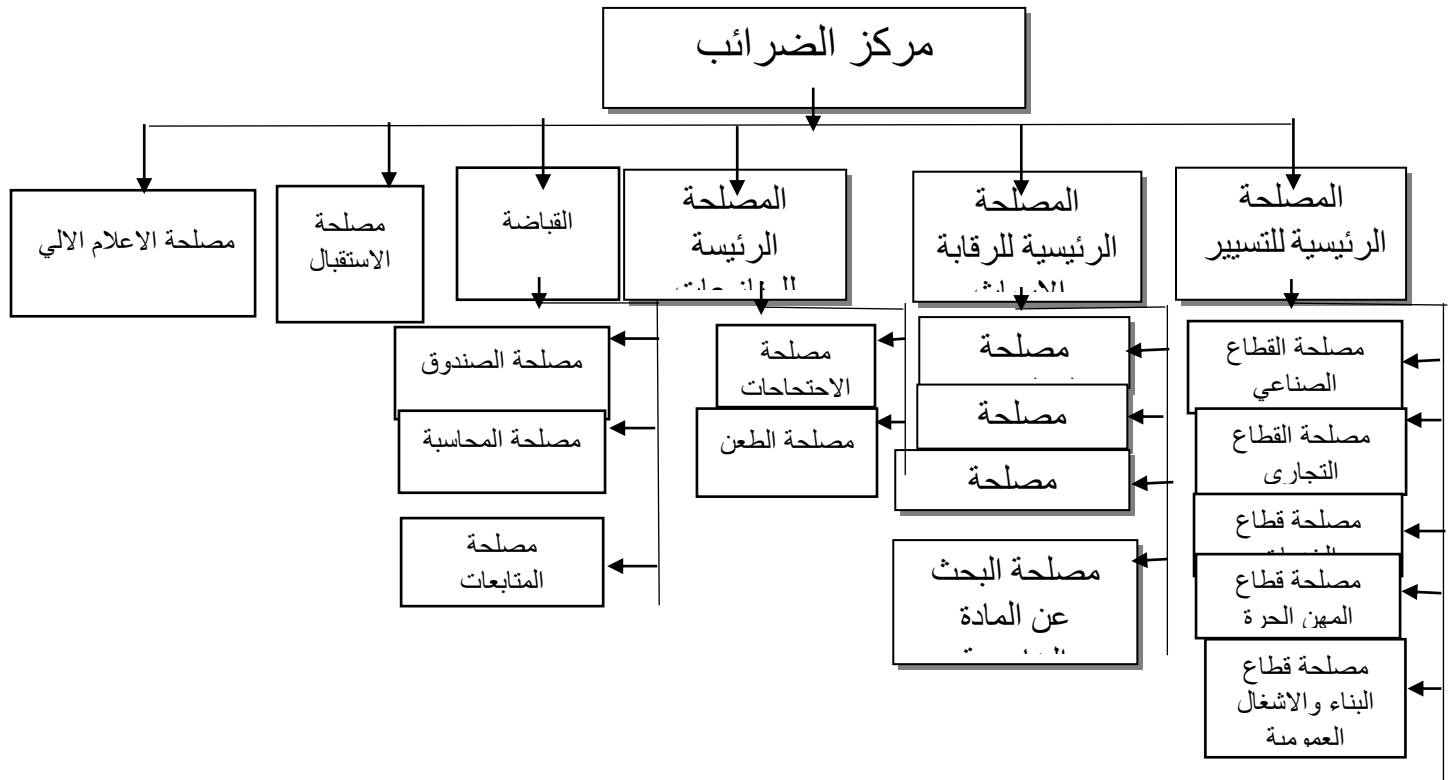 مركز الضرائب
المصلحة
الرئيسية للتسيير
المصلحة
الرئيسية للرقابة
المصلحة
الرئيسة
القباضة
مصلحة
الاستقبال
مصلحة الاعلام الالي
مصلحة القطاع
الصناعي
مصلحة القطاع
التجاري
مصلحة قطاع
مصلحة قطاع
المهن الحرة
مصلحة قطاع
البناء والاشغال
العمومية
مصلحة
مصلحة
مصلحة
مصلحة البحث
عن المادة
مصلحة
الاحتجاجات
مصلحة الطعن
مصلحة الصندوق
مصلحة المحاسبة
مصلحة
المتابعات